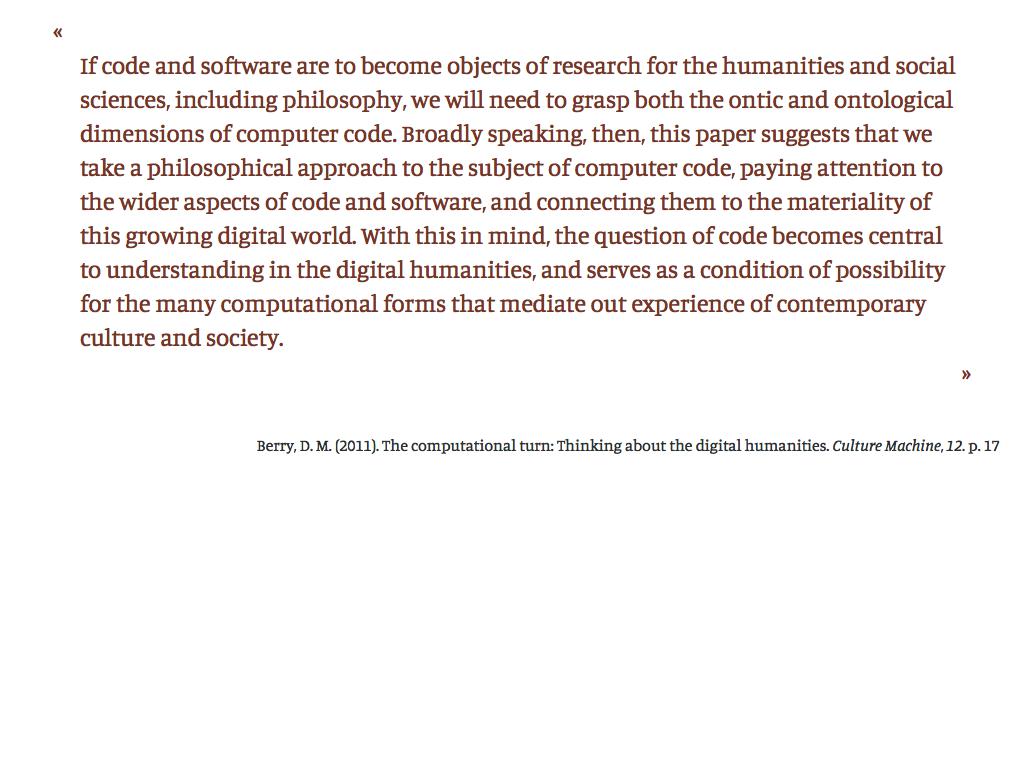 «
If code and software are to become objects of research for the humanities and social
sciences, including philosophy, we will need to grasp both the ontic and ontological
dimensions of computer code. Broadly speaking, then, this paper suggests that we
take a philosophical approach to the subject of computer code, paying attention to
the wider aspects of code and software, and connecting them to the materiality of
this growing digital world. With this in mind, the question of code becomes central
to understanding in the digital humanities, and serves as a condition of possibility
for the many computational forms that mediate out experience of contemporary
culture and society.
»
Berry, D. M. (2011). The computational turn: Thinking about the digital humanities. Culture Machine, 12. p. 17